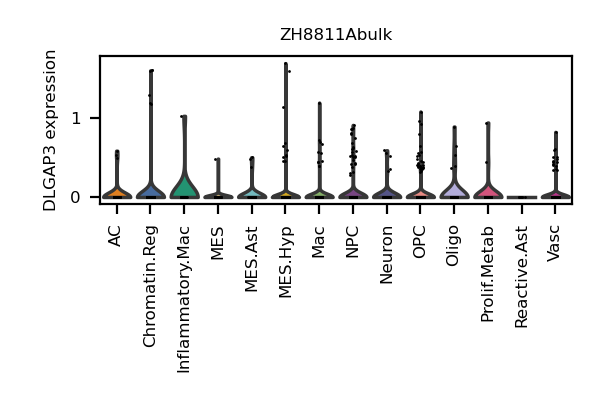 ZH8811Abulk
DLGAP3 expression
1
0
AC
Chromatin.Reg
Inflammatory.Mac
MES
MES.Ast
MES.Hyp
Mac
NPC
Neuron
OPC
Oligo
Prolif.Metab
Reactive.Ast
Vasc